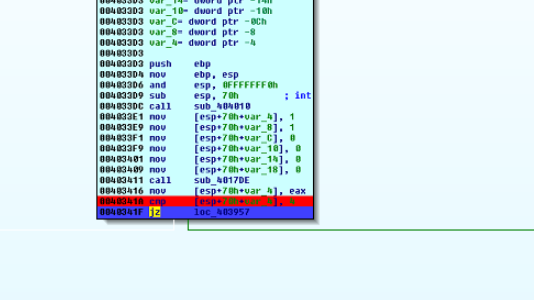 004033D3 var_14= dword ptr -14h
004033D3 var_10= dword ptr -10h
004033D3 var_C= dword ptr -0Ch
004033D3 var_8= dword ptr -8
004033D3 var_4= dword ptr -4
004033D3
004033D3 push ebp
004033D4 mov ebp, esp
004033D6 and esp, 0FFFFFFF0h
004033D9 sub esp, 70h ; int
004033DC call sub_404010
004033E1 mov [esp+70h+var_4], 1
004033E9 mov [esp+70h+var_8], 1
004033F1 mov [esp+70h+var_C], 0
004033F9 mov [esp+70h+var_10], 0
00403401 mov [esp+70h+var_14], 0
00403409 mov [esp+70h+var_18], 0
00403411 call sub_4017DE
00403416 mov [esp+70h+var_4], eax
0040341A cmp [esp+70h+var_4], 0
0040341F jz loc_403957